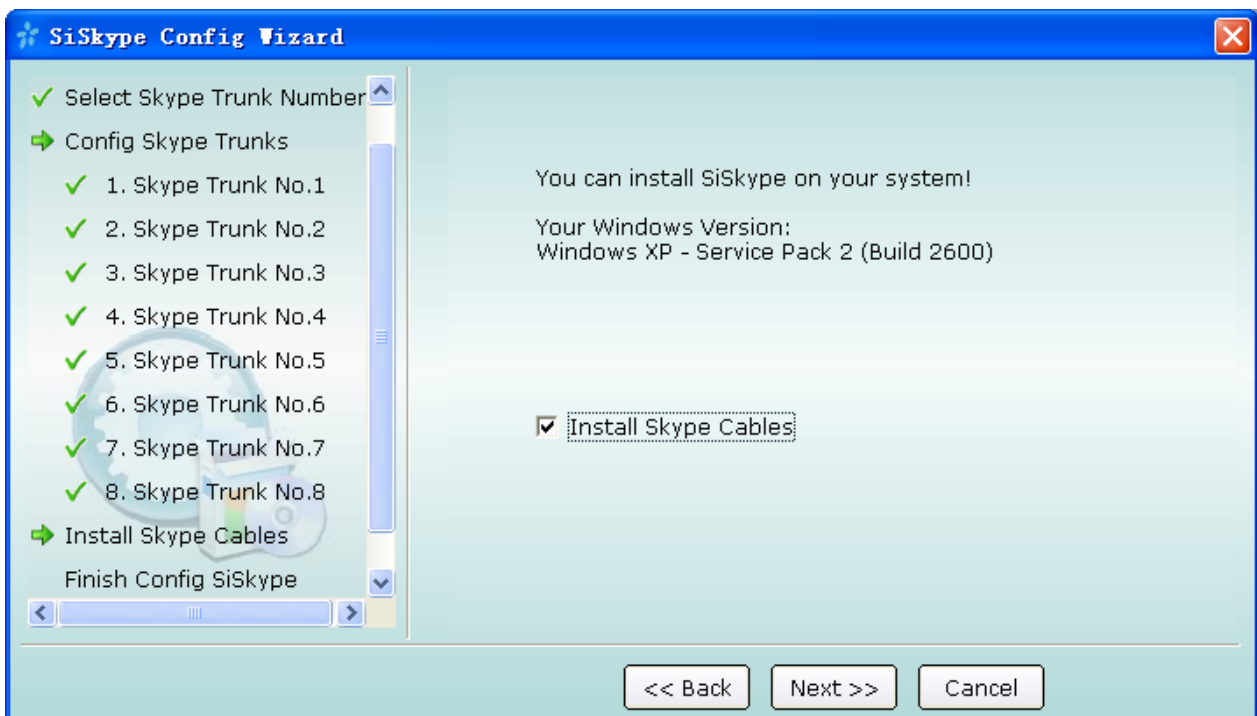 SiSkype Config Wizard
Select Skype Trunk Number
Config Skype Trunks
1. Skype Trunk No.1
2. Skype Trunk No.2
3. Skype Trunk No.3
4. Skype Trunk No.4
5. Skype Trunk No.5
6. Skype Trunk No.6
7. Skype Trunk No.7
8. Skype Trunk No.8
Install Skype Cables
Finish Config SiSkype
You can install SiSkype on your system!
Your Windows Version:
Windows XP - Service Pack 2 (Build 2600)
Install Skype Cables
<< Back
Next >>
Cancel